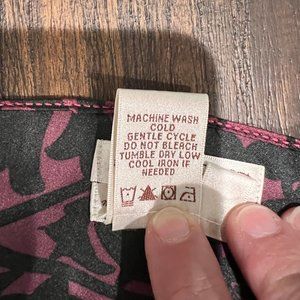 MACHINE WASH
COLD
GENTLE CYCLE
DO NOT BLEACH
TUMBLE DRY LOW
COOL IRON IF
NEEDED